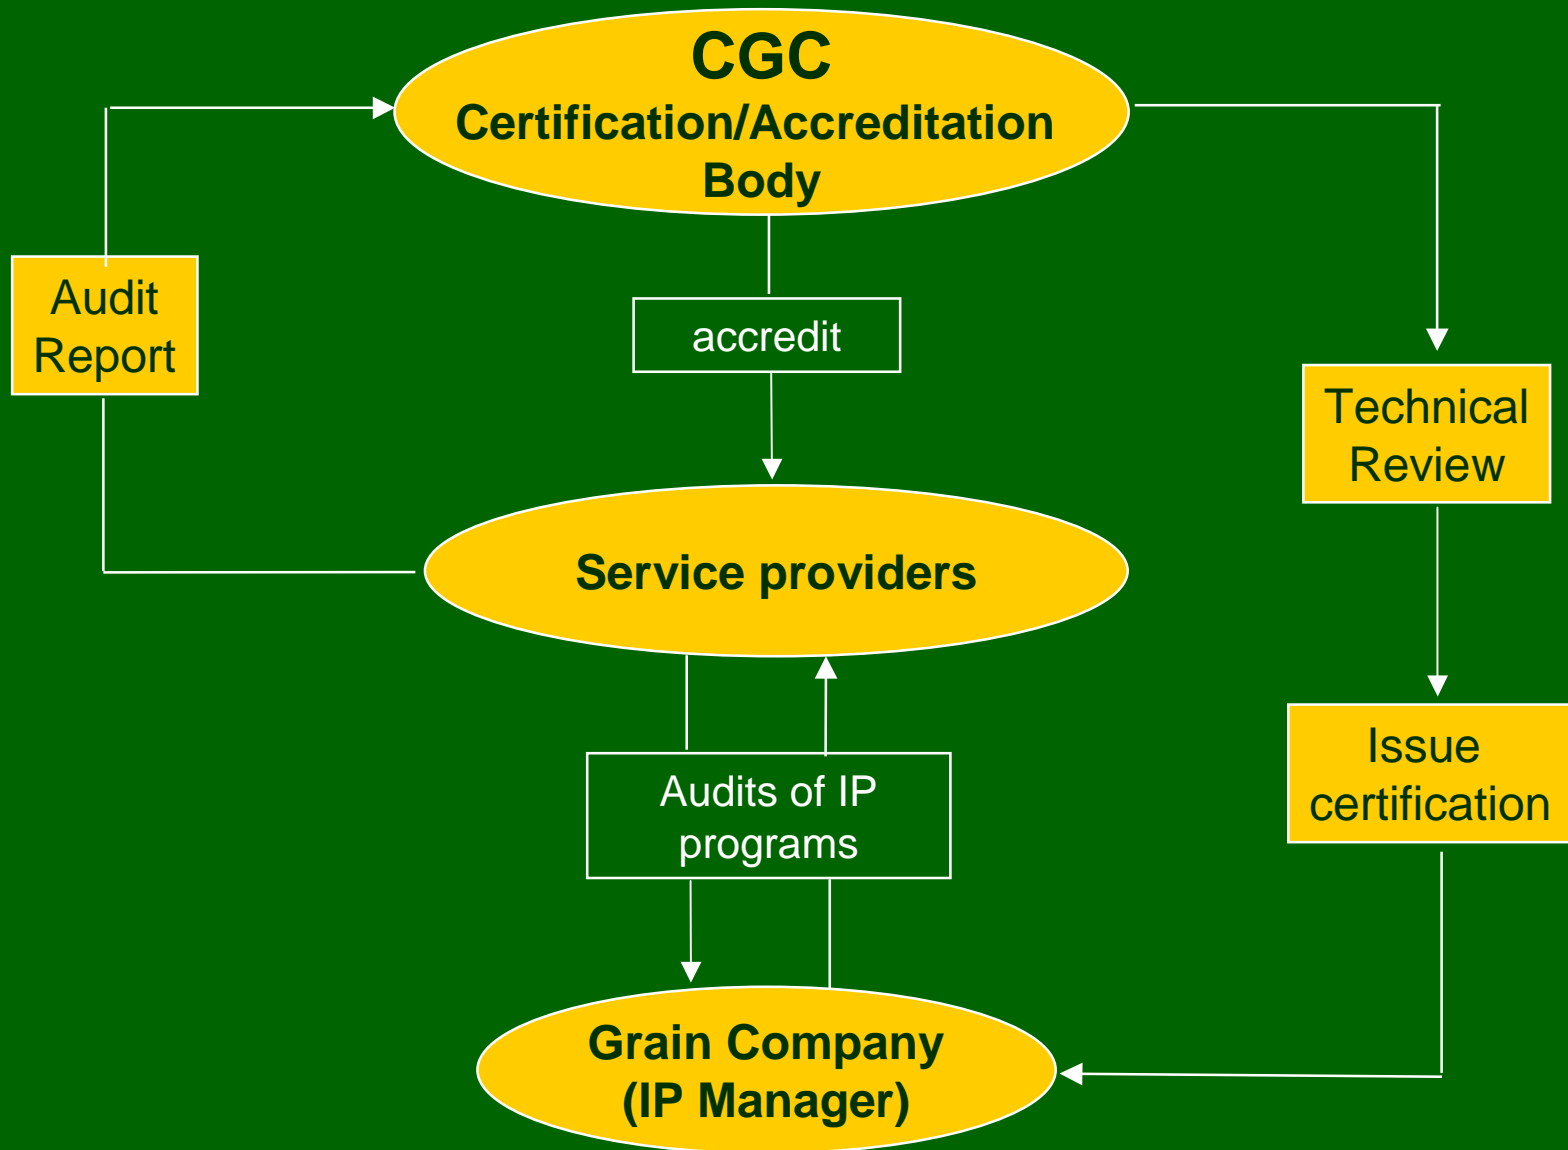 CGC
Certification/Accreditation
Body
Audit
Report
accredit
Technical
Review
Service providers
Audits of IP
programs
Issue
certification
Grain Company
(IP Manager)